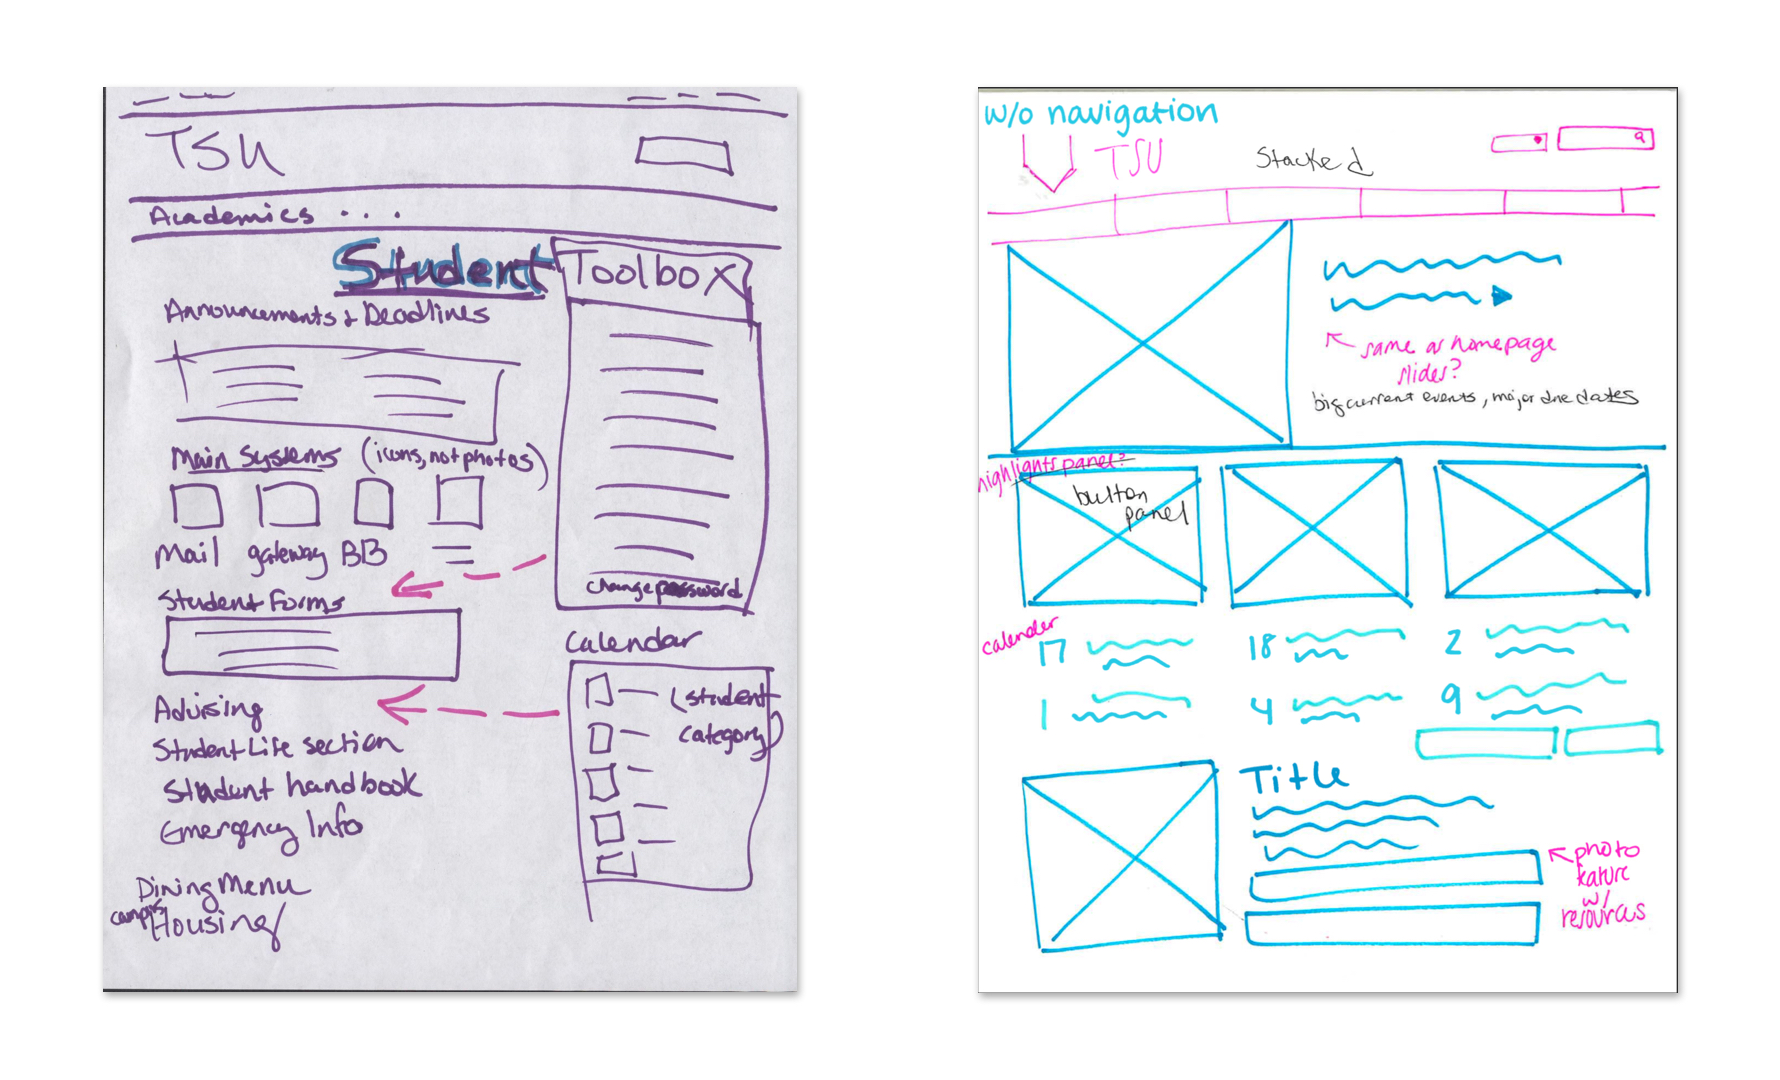 TSU
Academics . . .
Student Toolbox
Announcements & Deadlines
Main Systems (icons, not photos)
Mail gateway BB
Student Forms
Advising
Student Life section
Student handbook
Emergency Info
Dining Menu
campus Housing
change password
Calendar
(student
category)
w/o navigation
TSU
Stacked
same as homepage
slides?
big current events, major due dates
highlights panel?
button
panel
calender
17
18
2
1
4
9
Title
photo
feature
w/
resources